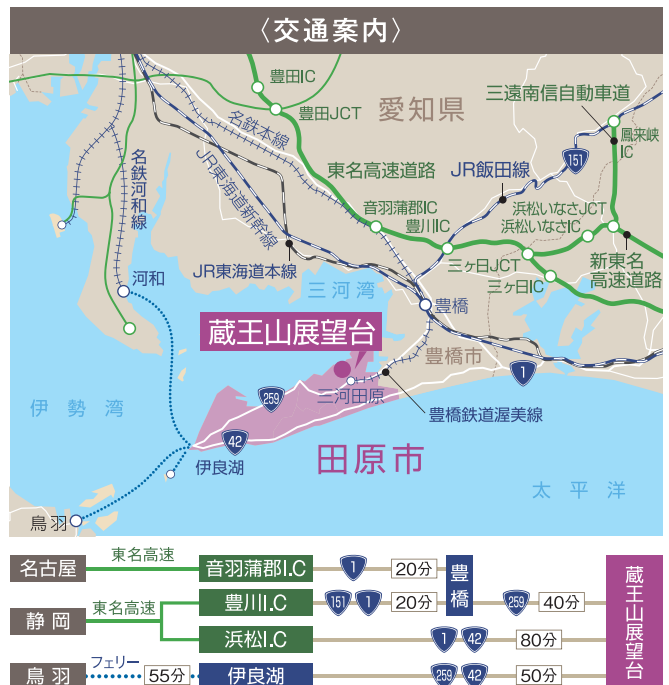 〈交通案内〉
豊田IC
豊田JCT
愛知県
三遠南信自動車道
名鉄本線
鳳来峡
IC
151
東名高速道路
JR飯田線
名鉄河和線
JR東海道新幹線
音羽蒲郡IC
豊川IC
浜松いなさJCT
浜松いなさIC
JR東海道本線
三ヶ日JCT
新東名
高速道路
河和
三河湾
三ヶ日IC
豊橋
蔵王山展望台
豊橋市
1
259
三河田原
伊勢湾
豊橋鉄道渥美線
42
伊良湖
田原市
太平洋
鳥羽
名古屋
東名高速
音羽蒲郡I.C
1
20分
豊橋
蔵王山展望台
静岡
東名高速
豊川I.C
151
1
20分
259
40分
浜松I.C
1
42
80分
鳥羽
フェリー
55分
伊良湖
259
42
50分